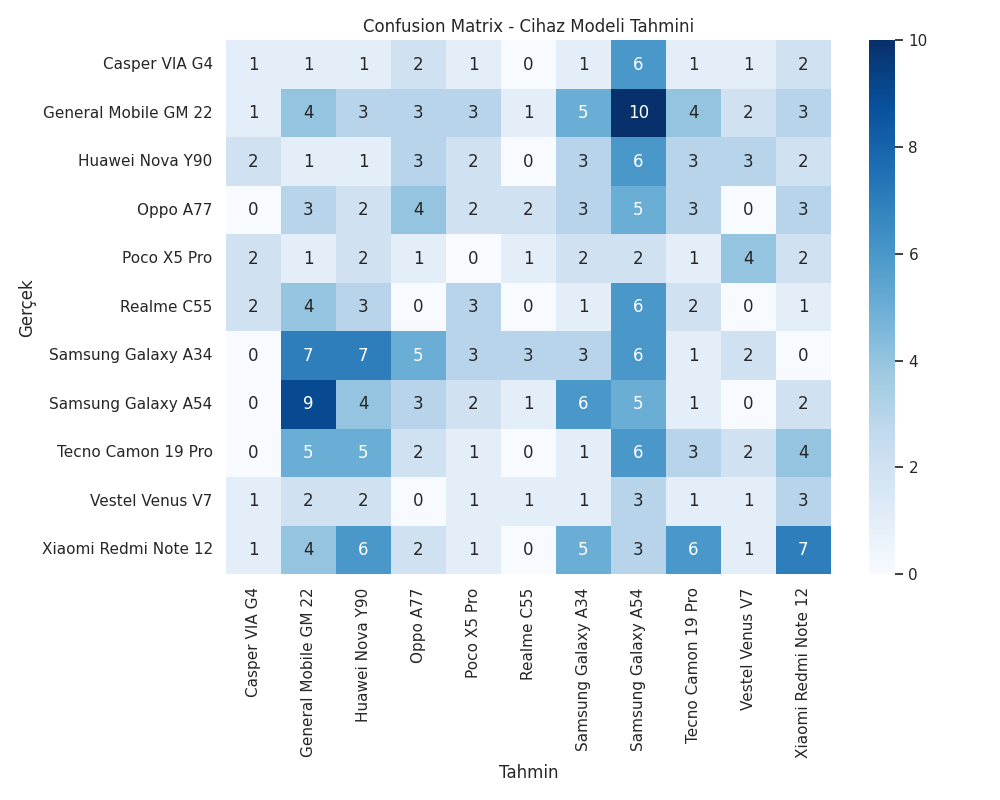 Confusion Matrix - Cihaz Modeli Tahmini
Gerçek
Casper VIA G4 1 1 1 2 1 0 1 6 1 1 2
General Mobile GM 22 1 4 3 3 3 1 5 10 4 2 3
Huawei Nova Y90 2 1 1 3 2 0 3 6 3 3 2
Oppo A77 0 3 2 4 2 2 3 5 3 0 3
Poco X5 Pro 2 1 2 1 0 1 2 2 1 4 2
Realme C55 2 4 3 0 3 0 1 6 2 0 1
Samsung Galaxy A34 0 7 7 5 3 3 3 6 1 2 0
Samsung Galaxy A54 0 9 4 3 2 1 6 5 1 0 2
Tecno Camon 19 Pro 0 5 5 2 1 0 1 6 3 2 4
Vestel Venus V7 1 2 2 0 1 1 1 3 1 1 3
Xiaomi Redmi Note 12 1 4 6 2 1 0 5 3 6 1 7
Casper VIA G4
General Mobile GM 22
Huawei Nova Y90
Oppo A77
Poco X5 Pro
Realme C55
Samsung Galaxy A34
Samsung Galaxy A54
Tecno Camon 19 Pro
Vestel Venus V7
Xiaomi Redmi Note 12
Tahmin
10
8
6
4
2
0